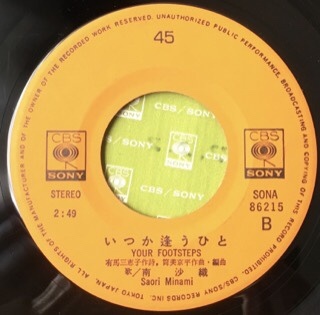 ALL RIGHTS OF THE MANUFACTURER AND OF THE OWNER OF THE RECORDED WORK RESERVED. UNAUTHORIZED PUBLIC PERFORMANCE, BROADCASTING AND COPYING OF THIS RECORD PROHIBITED. CBS/SONY RECORDS INC. TOKYO JAPAN.
45
CBS/SONY
CBS
SONY
CBS
SONY
STEREO
2:49
SONA
86215
B
いつか逢うひと
YOUR FOOTSTEPS
有馬三恵子作詩, 筒美京平作曲・編曲
歌/南 沙織
Saori Minami